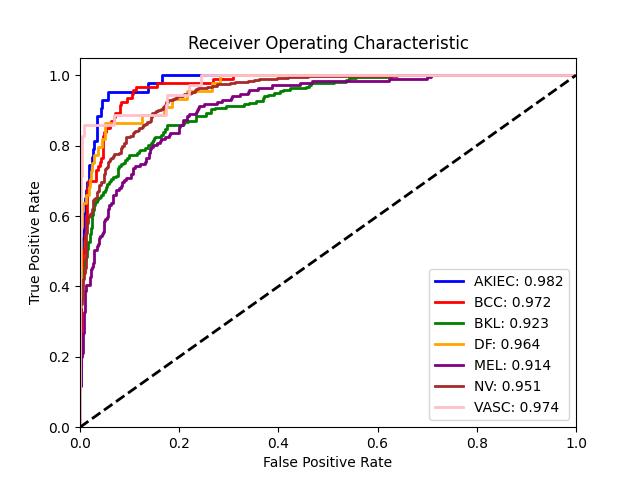 Receiver Operating Characteristic
True Positive Rate
1.0
0.8
0.6
0.4
0.2
0.0
AKIEC: 0.982
BCC: 0.972
BKL: 0.923
DF: 0.964
MEL: 0.914
NV: 0.951
VASC: 0.974
0.0 0.2 0.4 0.6 0.8 1.0
False Positive Rate